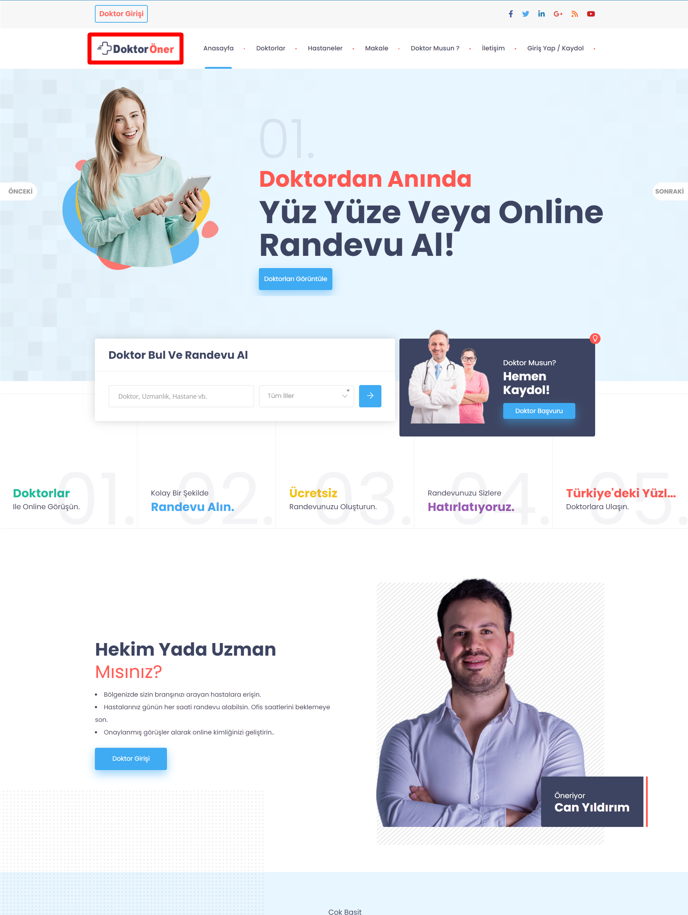 Doktor Girişi
DoktorÖner
Anasayfa
Doktorlar
Hastaneler
Makale
Doktor Musun ?
İletişim
Giriş Yap / Kaydol
01.
Doktordan Anında
Yüz Yüze Veya Online
Randevu Al!
ÖNCEKİ
SONRAKİ
Doktorları Görüntüle
Doktor Bul Ve Randevu Al
Doktor, Uzmanlık, Hastane vb.
Tüm İller
Doktor Musun?
Hemen
Kaydol!
Doktor Başvuru
01.
Doktorlar
Ile Online Görüşün.
02.
Kolay Bir Şekilde
Randevu Alın.
03.
Ücretsiz
Randevunuzu Oluşturun.
04.
Randevunuzu Sizlere
Hatırlatıyoruz.
05.
Türkiye'deki Yüzl...
Doktorlara Ulaşın.
Hekim Yada Uzman
Mısınız?
• Bölgenizde sizin branşınızı arayan hastalara erişin.
• Hastalarınız günün her saati randevu alabilsin. Ofis saatlerini beklemeye
son.
• Onaylanmış görüşler alarak online kimliğinizi geliştirin..
Doktor Girişi
Öneriyor
Can Yıldırım
Çok Basit